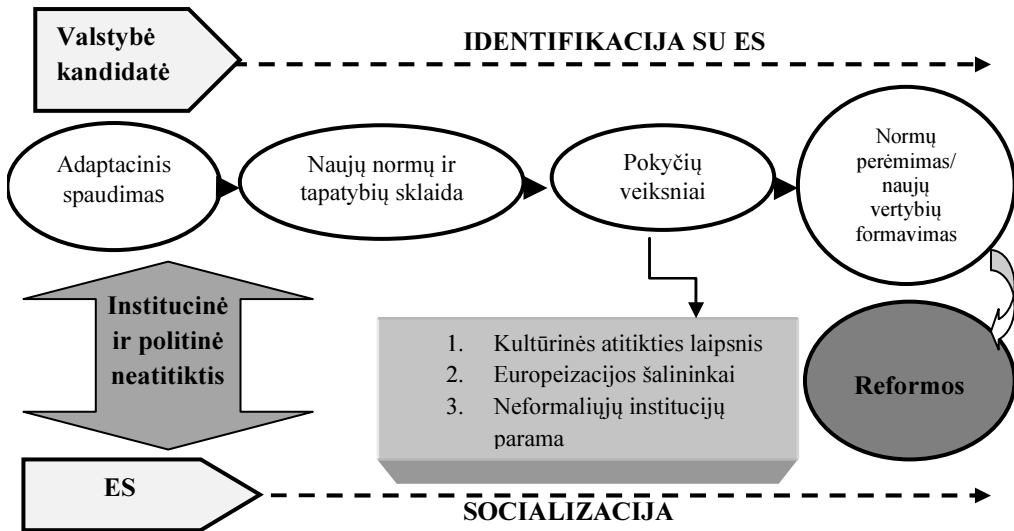 Valstybė
kandidatė
IDENTIFIKACIJA SU ES
Adaptacinis
spaudimas
Naujų normų ir
tapatybių sklaida
Pokyčių
veiksniai
Normų
perėmimas/
naujų
vertybių
formavimas
Institucinė
ir politinė
neatitiktis
1. Kultūrinės atitikties laipsnis
2. Europeizacijos šalininkai
3. Neformaliųjų institucijų
parama
Reformos
ES
SOCIALIZACIJA